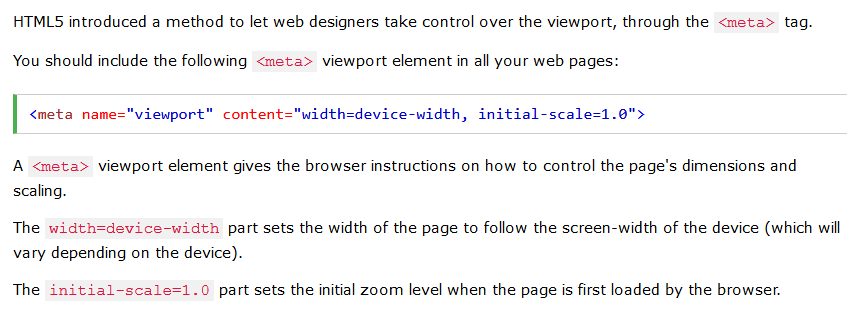 HTML5 introduced a method to let web designers take control over the viewport, through the <meta> tag.
You should include the following <meta> viewport element in all your web pages:
<meta name="viewport" content="width=device-width, initial-scale=1.0">
A <meta> viewport element gives the browser instructions on how to control the page's dimensions and
scaling.
The width=device-width part sets the width of the page to follow the screen-width of the device (which will
vary depending on the device).
The initial-scale=1.0 part sets the initial zoom level when the page is first loaded by the browser.